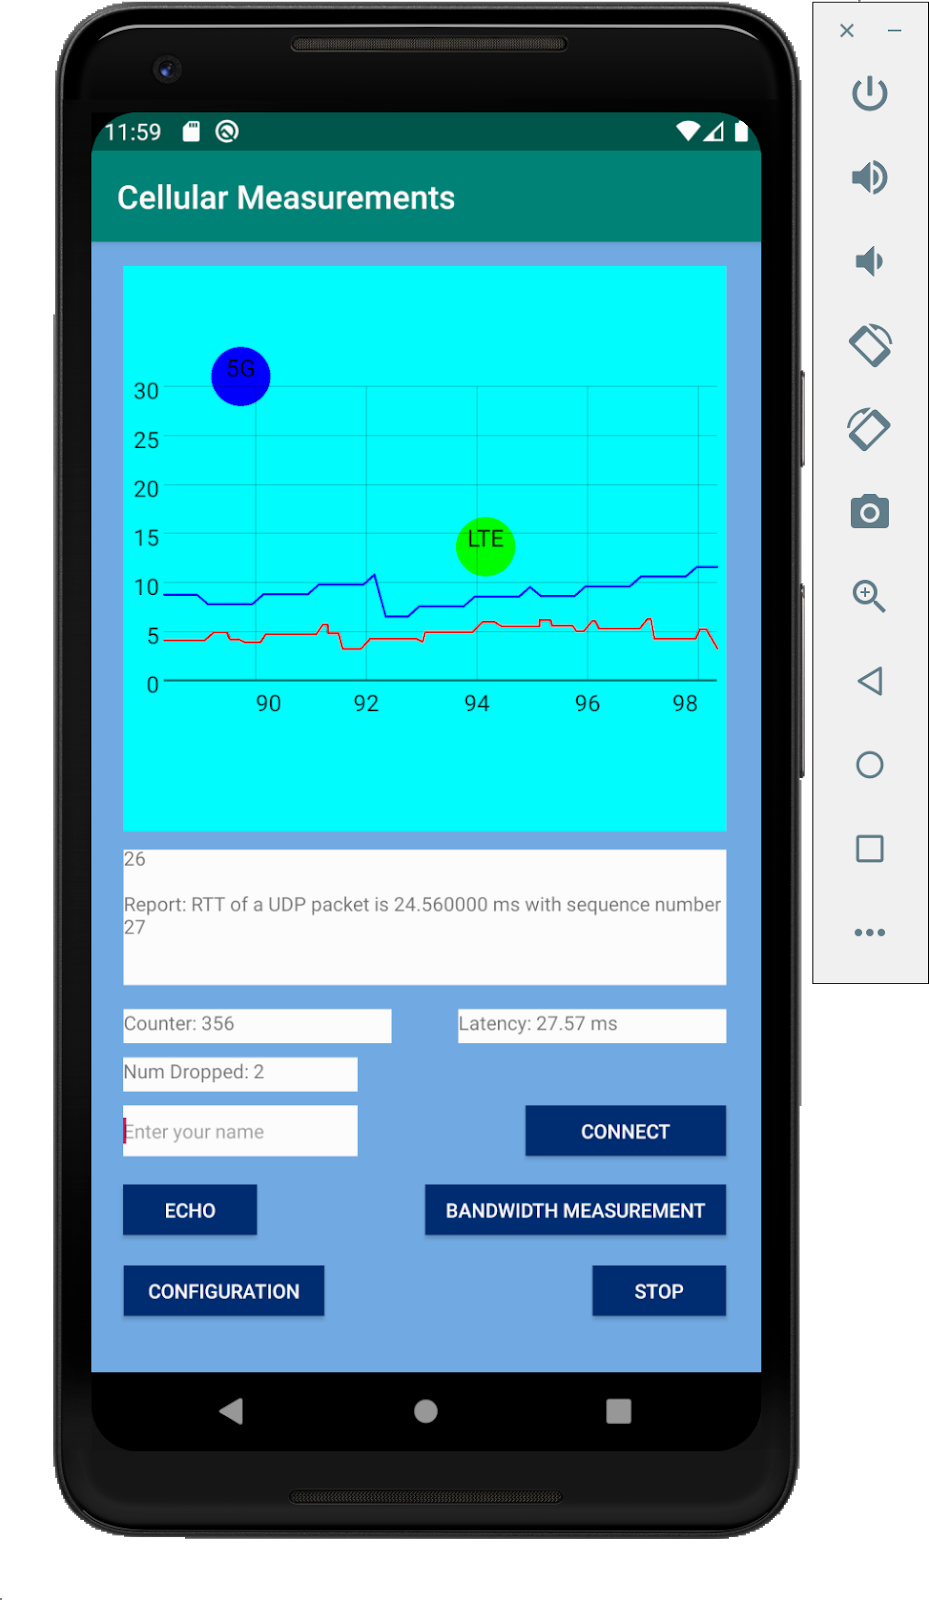 11:59
Cellular Measurements
5G
30
25
20
LTE
15
10
5
0
90 92 94 96 98
26
Report: RTT of a UDP packet is 24.560000 ms with sequence number
27
Counter: 356 Latency: 27.57 ms
Num Dropped: 2
Enter your name CONNECT
ECHO BANDWIDTH MEASUREMENT
CONFIGURATION STOP